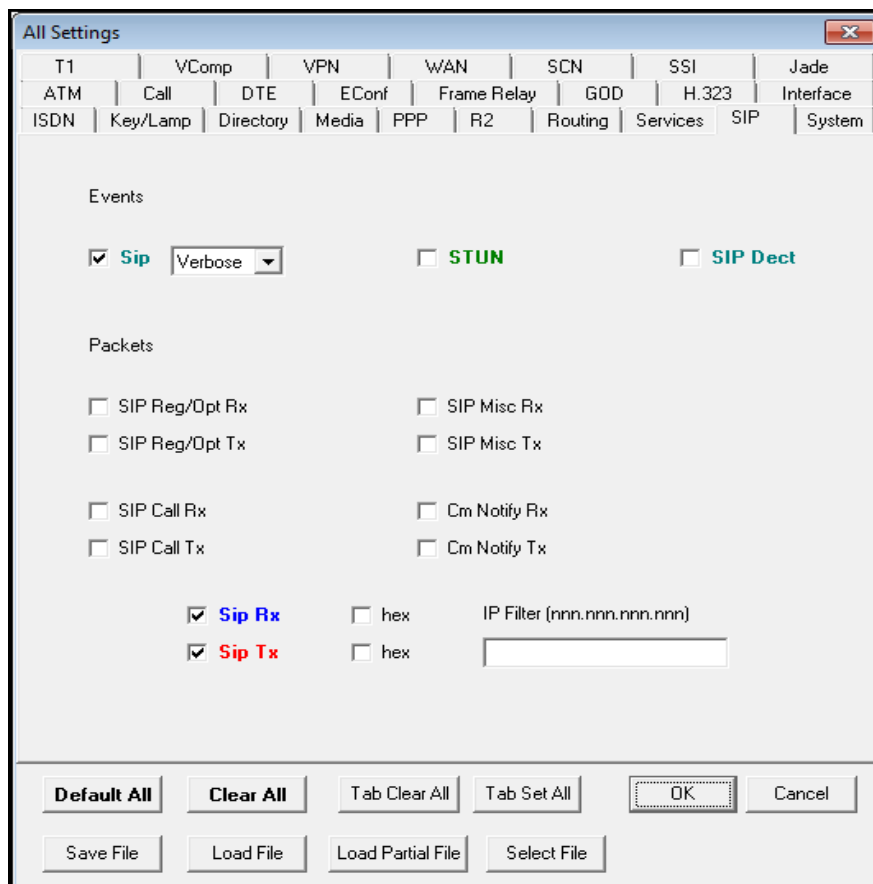 All Settings
T1 VComp VPN WAN SCN SSI Jade
ATM Call DTE EConf Frame Relay GOD H.323 Interface
ISDN Key/Lamp Directory Media PPP R2 Routing Services SIP System
Events
Sip Verbose STUN SIP Dect
Packets
SIP Reg/Opt Rx SIP Misc Rx
SIP Reg/Opt Tx SIP Misc Tx
SIP Call Rx Cm Notify Rx
SIP Call Tx Cm Notify Tx
Sip Rx hex IP Filter (nnn.nnn.nnn.nnn)
Sip Tx hex
Default All Clear All Tab Clear All Tab Set All OK Cancel
Save File Load File Load Partial File Select File